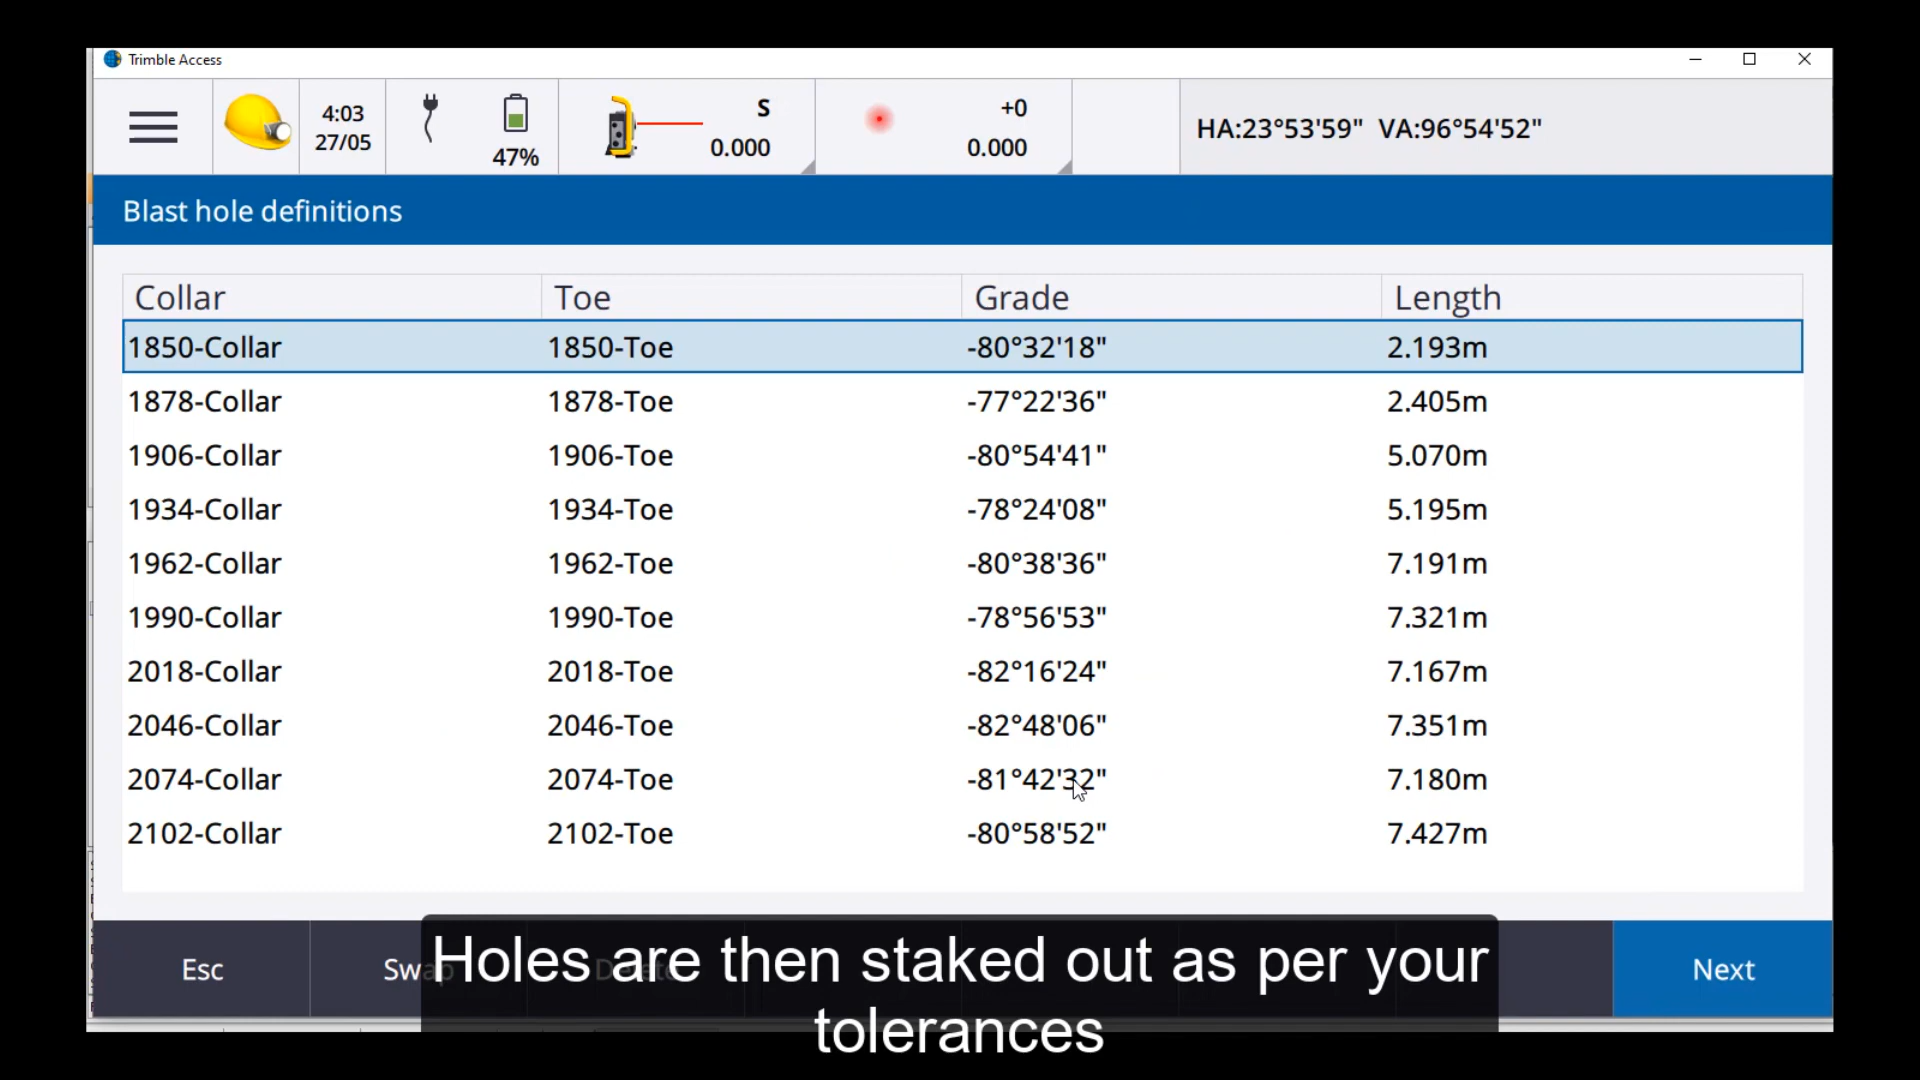 Trimble Access
4:03
27/05
47%
S
0.000
+0
0.000
HA:23°53'59" VA:96°54'52"
Blast hole definitions
Collar Toe Grade Length
1850-Collar 1850-Toe -80°32'18" 2.193m
1878-Collar 1878-Toe -77°22'36" 2.405m
1906-Collar 1906-Toe -80°54'41" 5.070m
1934-Collar 1934-Toe -78°24'08" 5.195m
1962-Collar 1962-Toe -80°38'36" 7.191m
1990-Collar 1990-Toe -78°56'53" 7.321m
2018-Collar 2018-Toe -82°16'24" 7.167m
2046-Collar 2046-Toe -82°48'06" 7.351m
2074-Collar 2074-Toe -81°42'32" 7.180m
2102-Collar 2102-Toe -80°58'52" 7.427m
Esc Swap Next
Holes are then staked out as per your
tolerances